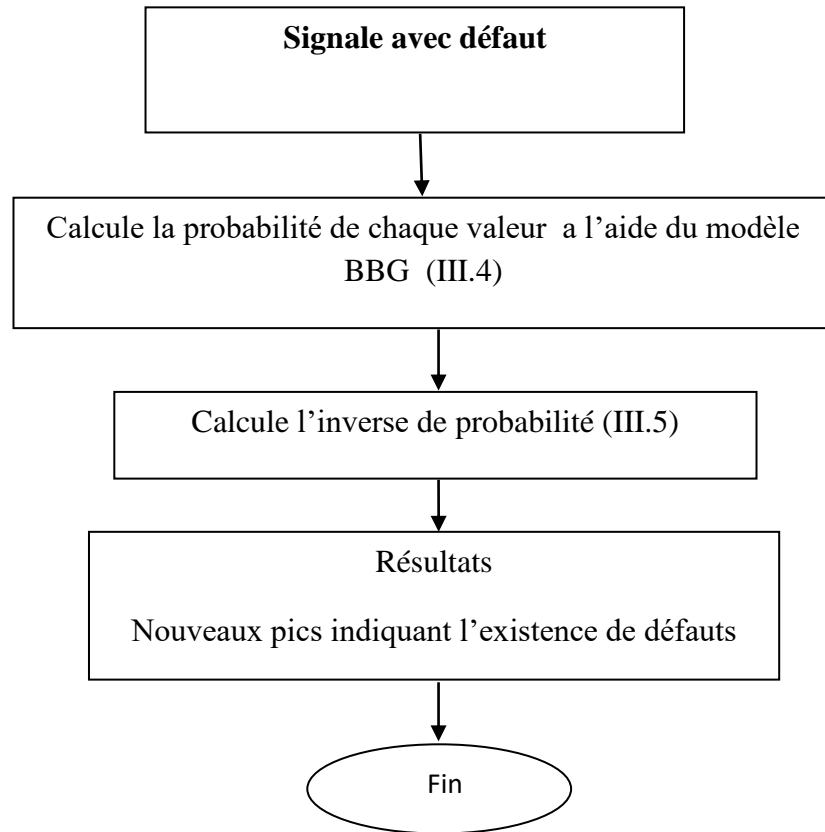 Signale avec défaut
Calcule la probabilité de chaque valeur a l’aide du modèle
BBG (III.4)
Calcule l’inverse de probabilité (III.5)
Résultats
Nouveaux pics indiquant l’existence de défauts
Fin